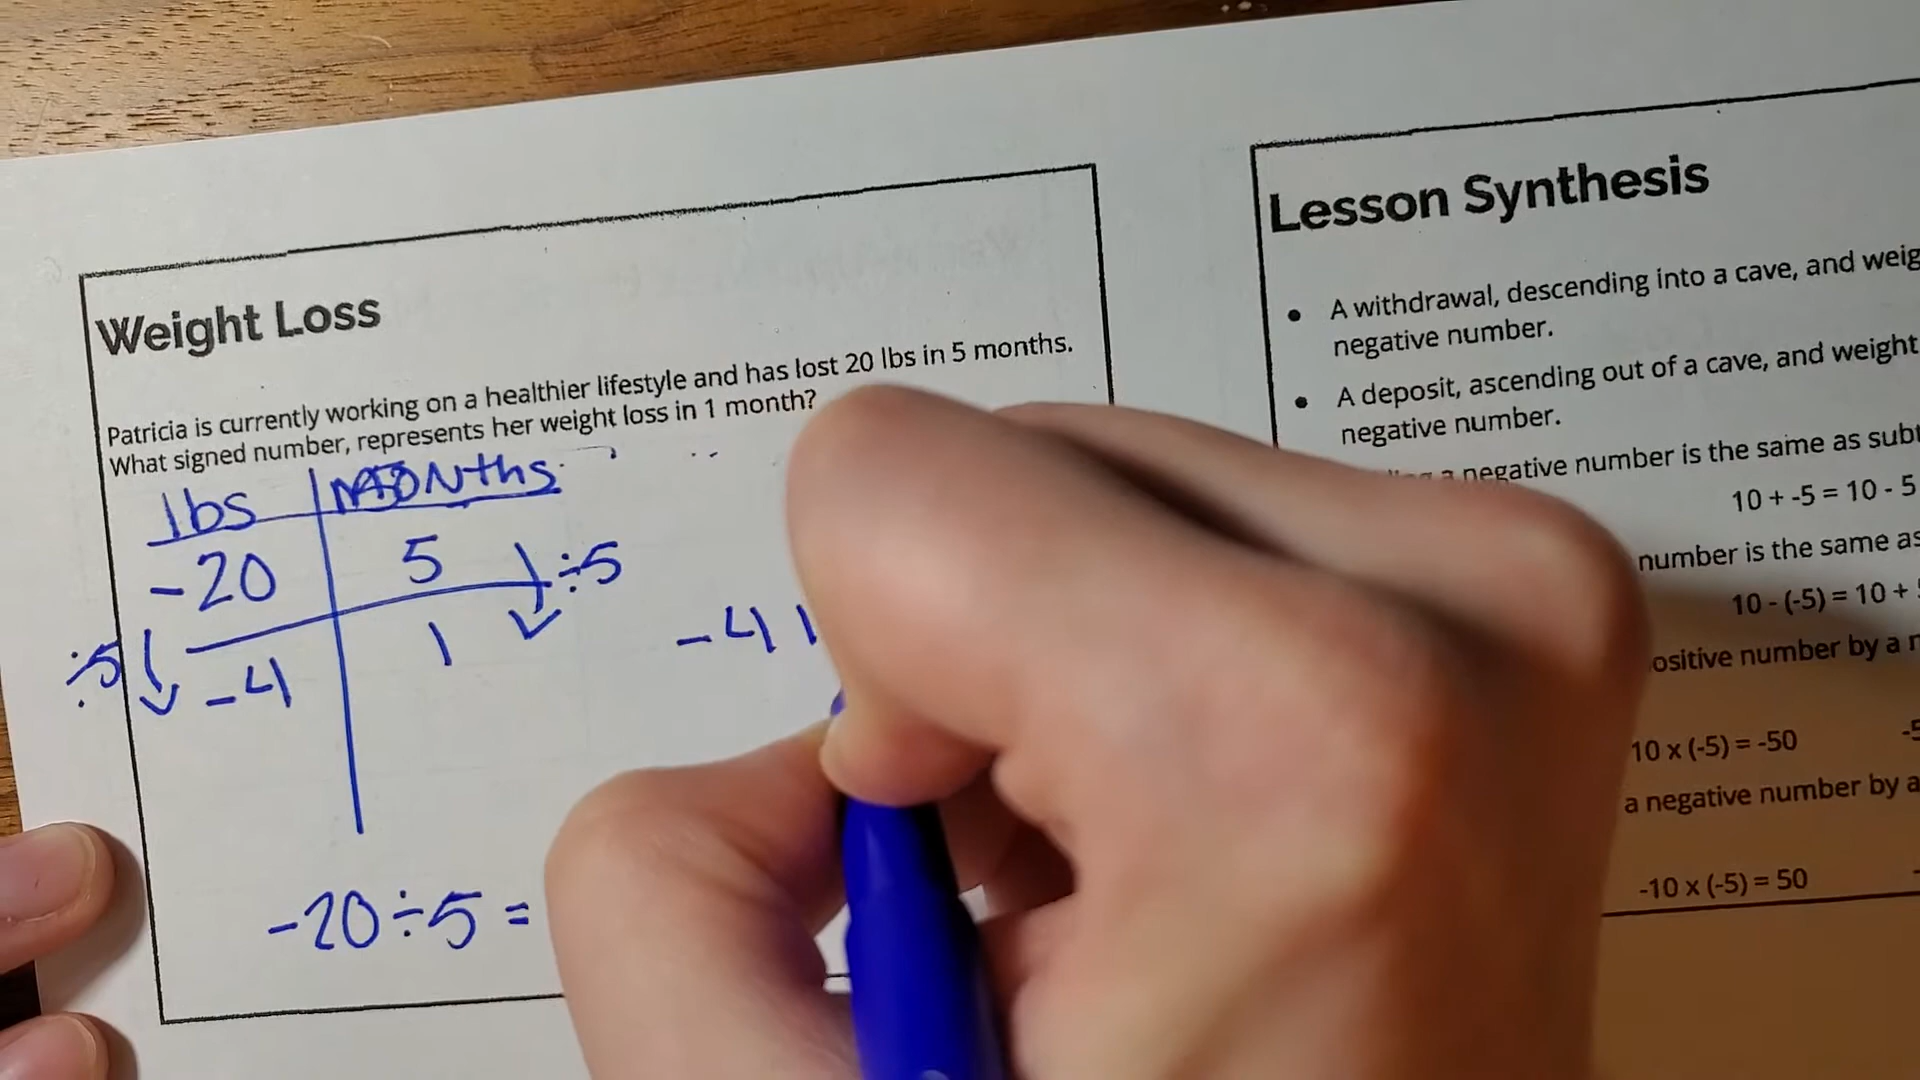 Weight Loss
Patricia is currently working on a healthier lifestyle and has lost 20 lbs in 5 months.
What signed number, represents her weight loss in 1 month?
lbs MONths
-20 5 ÷5
÷5 -4 1
-4 l
-20÷5 =
Lesson Synthesis
• A withdrawal, descending into a cave, and
negative number.
• A deposit, ascending out of a cave, and weight
negative number.
a negative number is the same as
10 + -5 = 10 - 5
number is the same as
10 - (-5) = 10 +
number by a
10 x (-5) = -50
a negative number by a
-10 x (-5) = 50